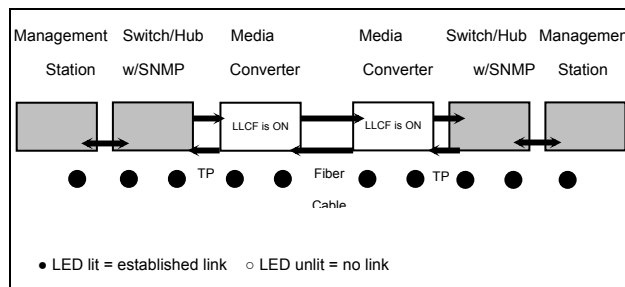 Management Switch/Hub Media Media Switch/Hub Managemen
Station w/SNMP Converter Converter w/SNMP Station
LLCF is ON LLCF is ON
TP Fiber TP
Cable
● LED lit = established link ○ LED unlit = no link